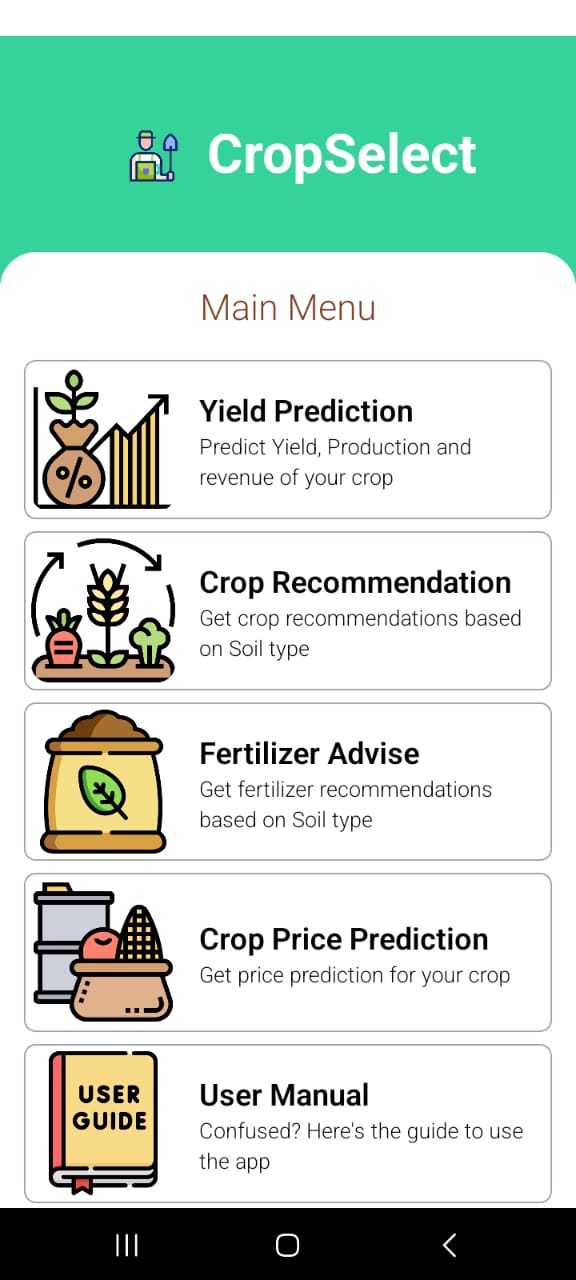 CropSelect
Main Menu
Yield Prediction
Predict Yield, Production and
revenue of your crop
Crop Recommendation
Get crop recommendations based
on Soil type
Fertilizer Advise
Get fertilizer recommendations
based on Soil type
Crop Price Prediction
Get price prediction for your crop
USER
GUIDE
User Manual
Confused? Here's the guide to use
the app